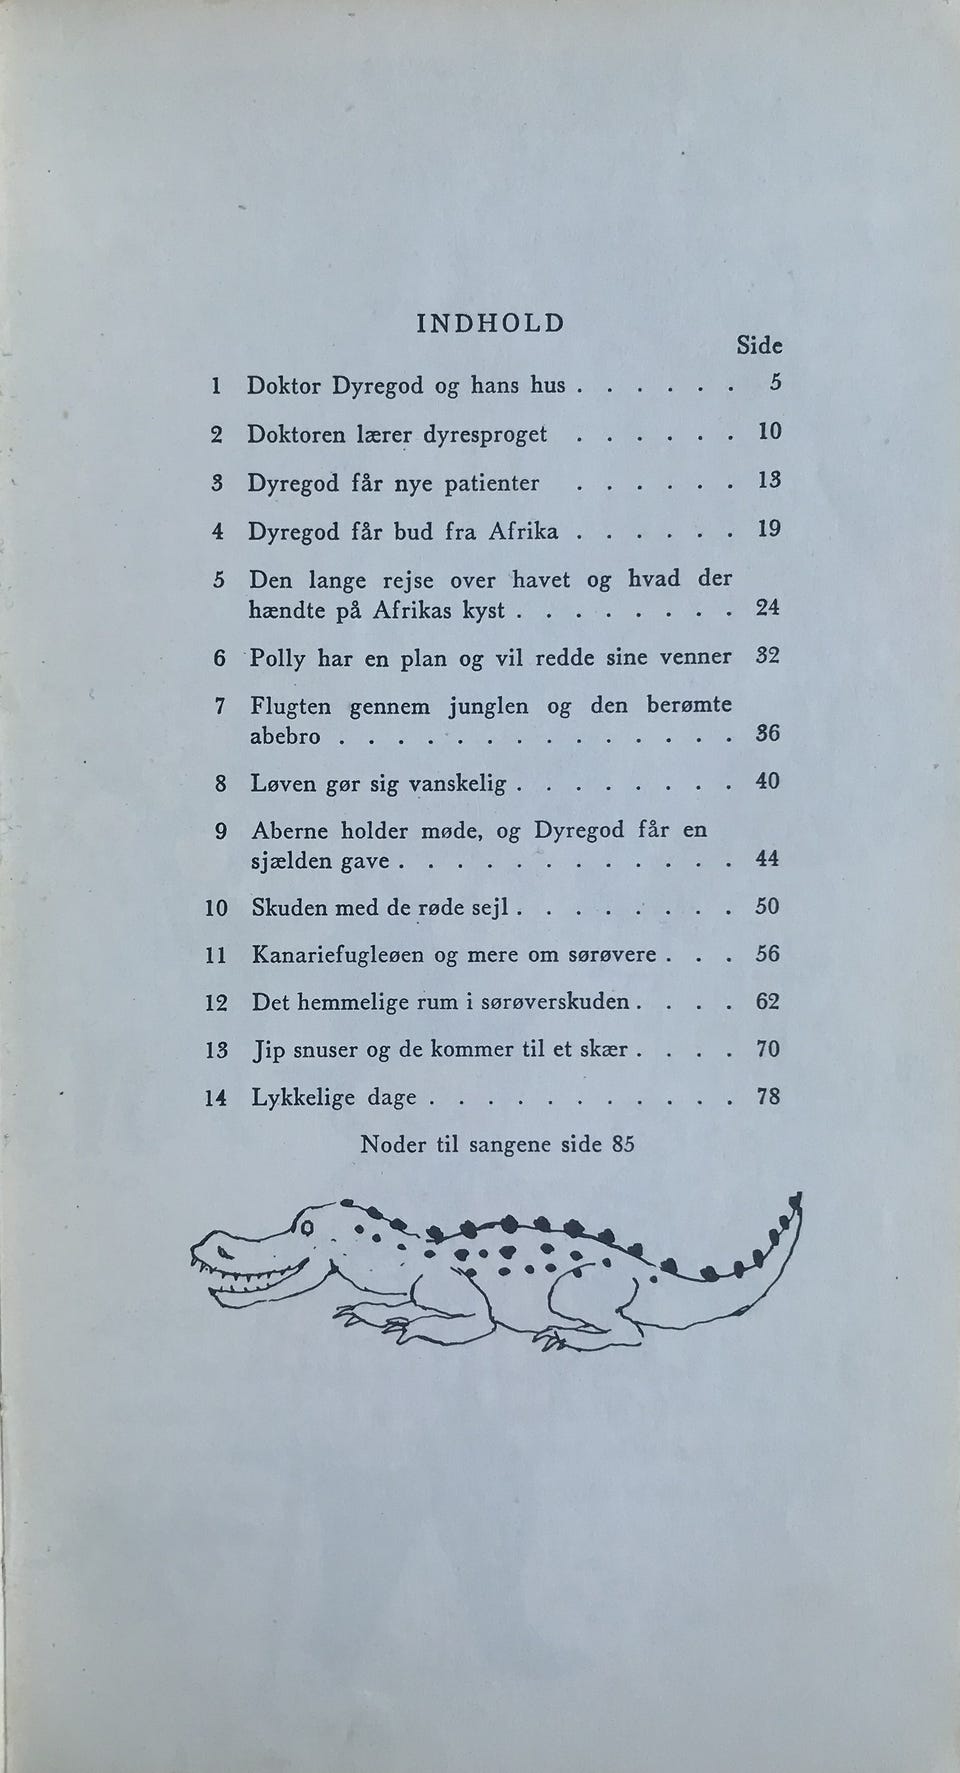 INDHOLD
Side
1 Doktor Dyregod og hans hus . . . . . . 5
2 Doktoren lærer dyresproget . . . . . . 10
3 Dyregod får nye patienter . . . . . . 13
4 Dyregod får bud fra Afrika . . . . . . 19
5 Den lange rejse over havet og hvad der
hændte på Afrikas kyst . . . . . . . . 24
6 Polly har en plan og vil redde sine venner 32
7 Flugten gennem junglen og den berømte
abebro . . . . . . . . . . . . . . 36
8 Løven gør sig vanskelig . . . . . . . . 40
9 Aberne holder møde, og Dyregod får en
sjælden gave . . . . . . . . . . . . 44
10 Skuden med de røde sejl . . . . . . . . 50
11 Kanariefugleøen og mere om sørøvere . . . 56
12 Det hemmelige rum i sørøverskuden . . . . 62
13 Jip snuser og de kommer til et skær . . . . 70
14 Lykkelige dage . . . . . . . . . . . 78
Noder til sangene side 85